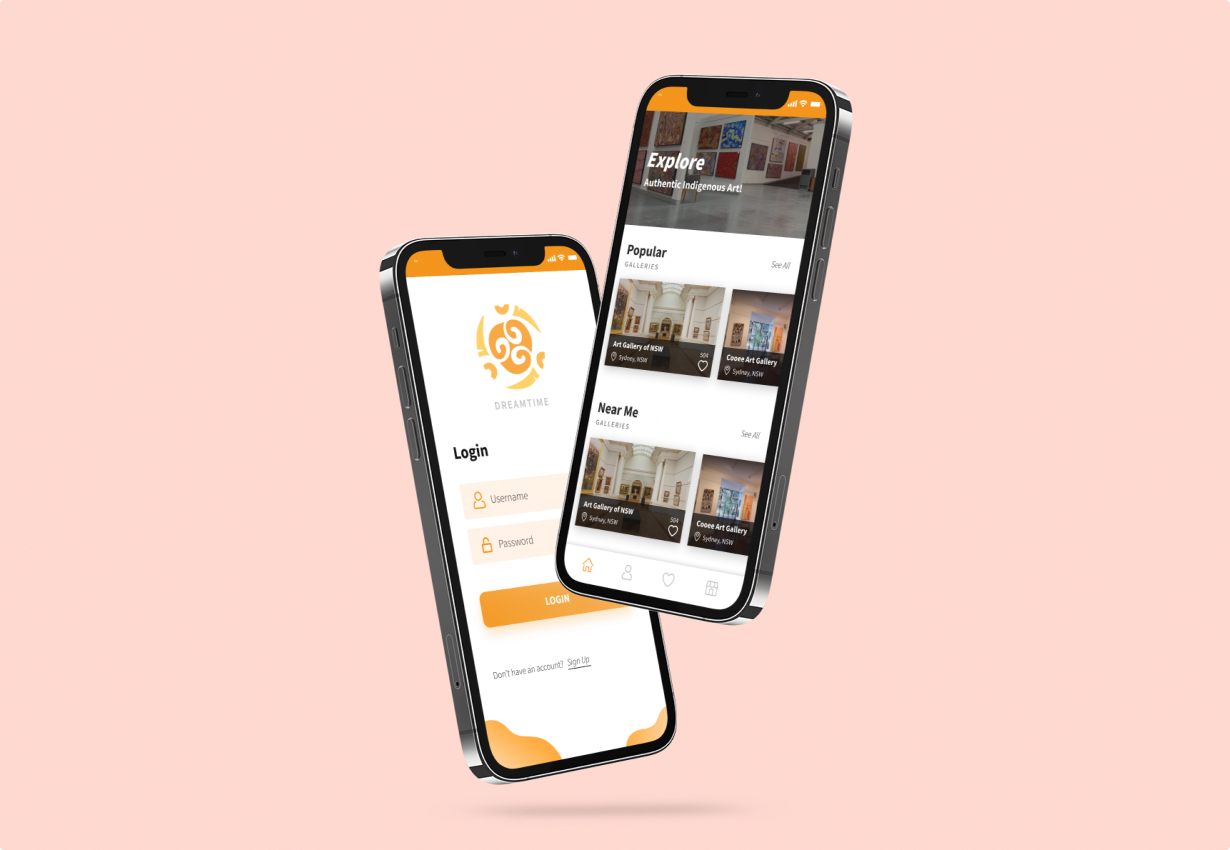 DREAMTIME
Login
Username
Password
LOGIN
Don't have an account? Sign Up
Explore
Authentic Indigenous Art!
Popular
GALLERIES
See All
Art Gallery of NSW
Sydney, NSW
504
Cooee Art Gallery
Sydney, NSW
Near Me
GALLERIES
See All
Art Gallery of NSW
Sydney, NSW
504
Cooee Art Gallery
Sydney, NSW